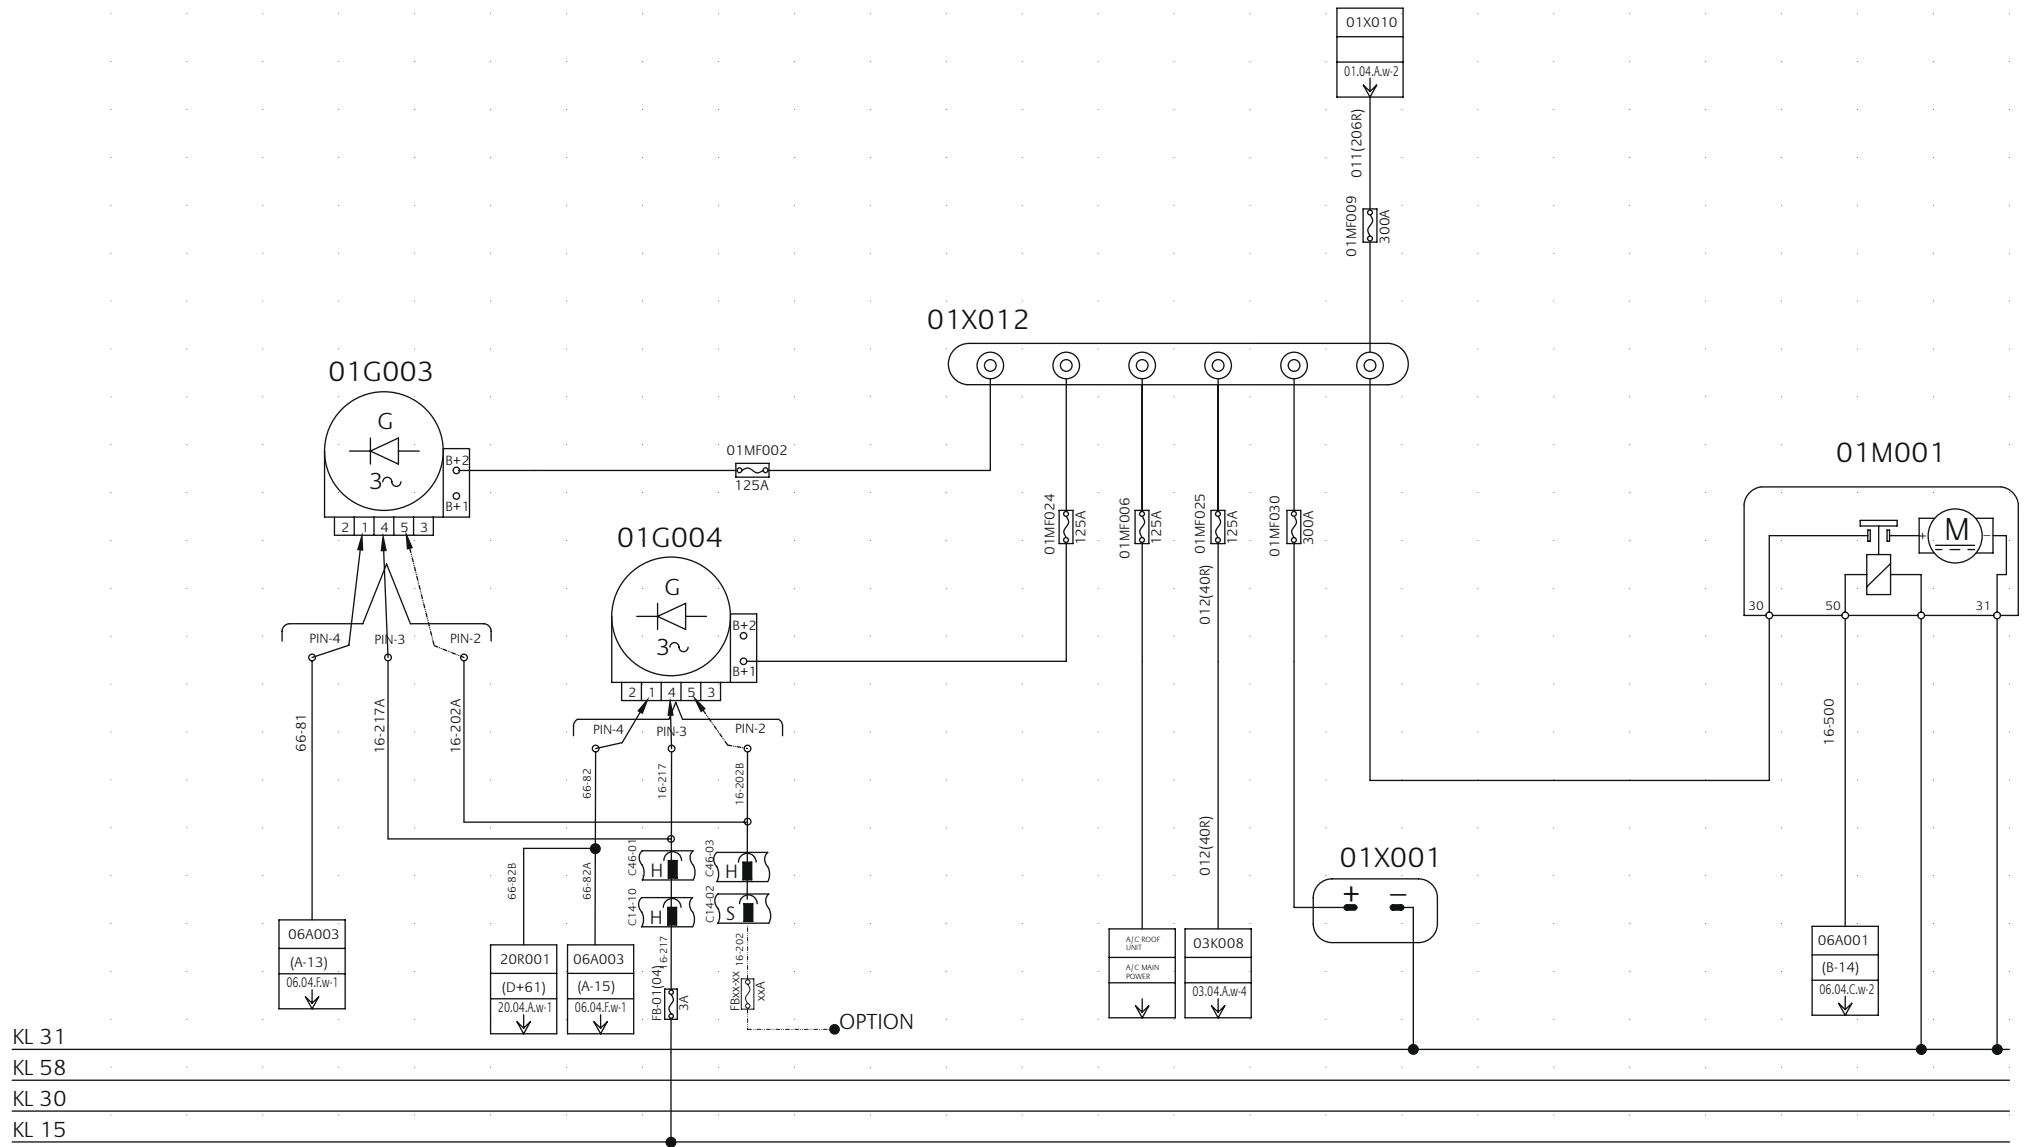 01X010
01.04.A.w-2
011(206R)
01MF009
300A
01X012
01G003
G
3~
B+2
B+1
2 1 4 5 3
01MF002
125A
01G004
G
3~
B+2
B+1
2 1 4 5 3
01MF024
125A
01MF006
125A
01MF025
125A
01MF030
300A
012(40R)
012(40R)
01M001
M
+
-
30
50
31
PIN-4
PIN-3
PIN-2
66-81
16-217A
16-202A
PIN-4
PIN-3
PIN-2
66-82
16-217
16-202B
16-500
01X001
+
−
C46-01
H
C46-03
H
C14-10
H
C14-02
S
66-82B
66-82A
16-217
16-202
06A003
(A-13)
06.04.F.w-1
20R001
(D+61)
20.04.A.w-1
06A003
(A-15)
06.04.F.w-1
FB-01(04)
3A
FBxx-xx
xxA
OPTION
A/C ROOF
UNIT
A/C MAIN
POWER
03K008
03.04.A.w-4
06A001
(B-14)
06.04.C.w-2
KL 31
KL 58
KL 30
KL 15